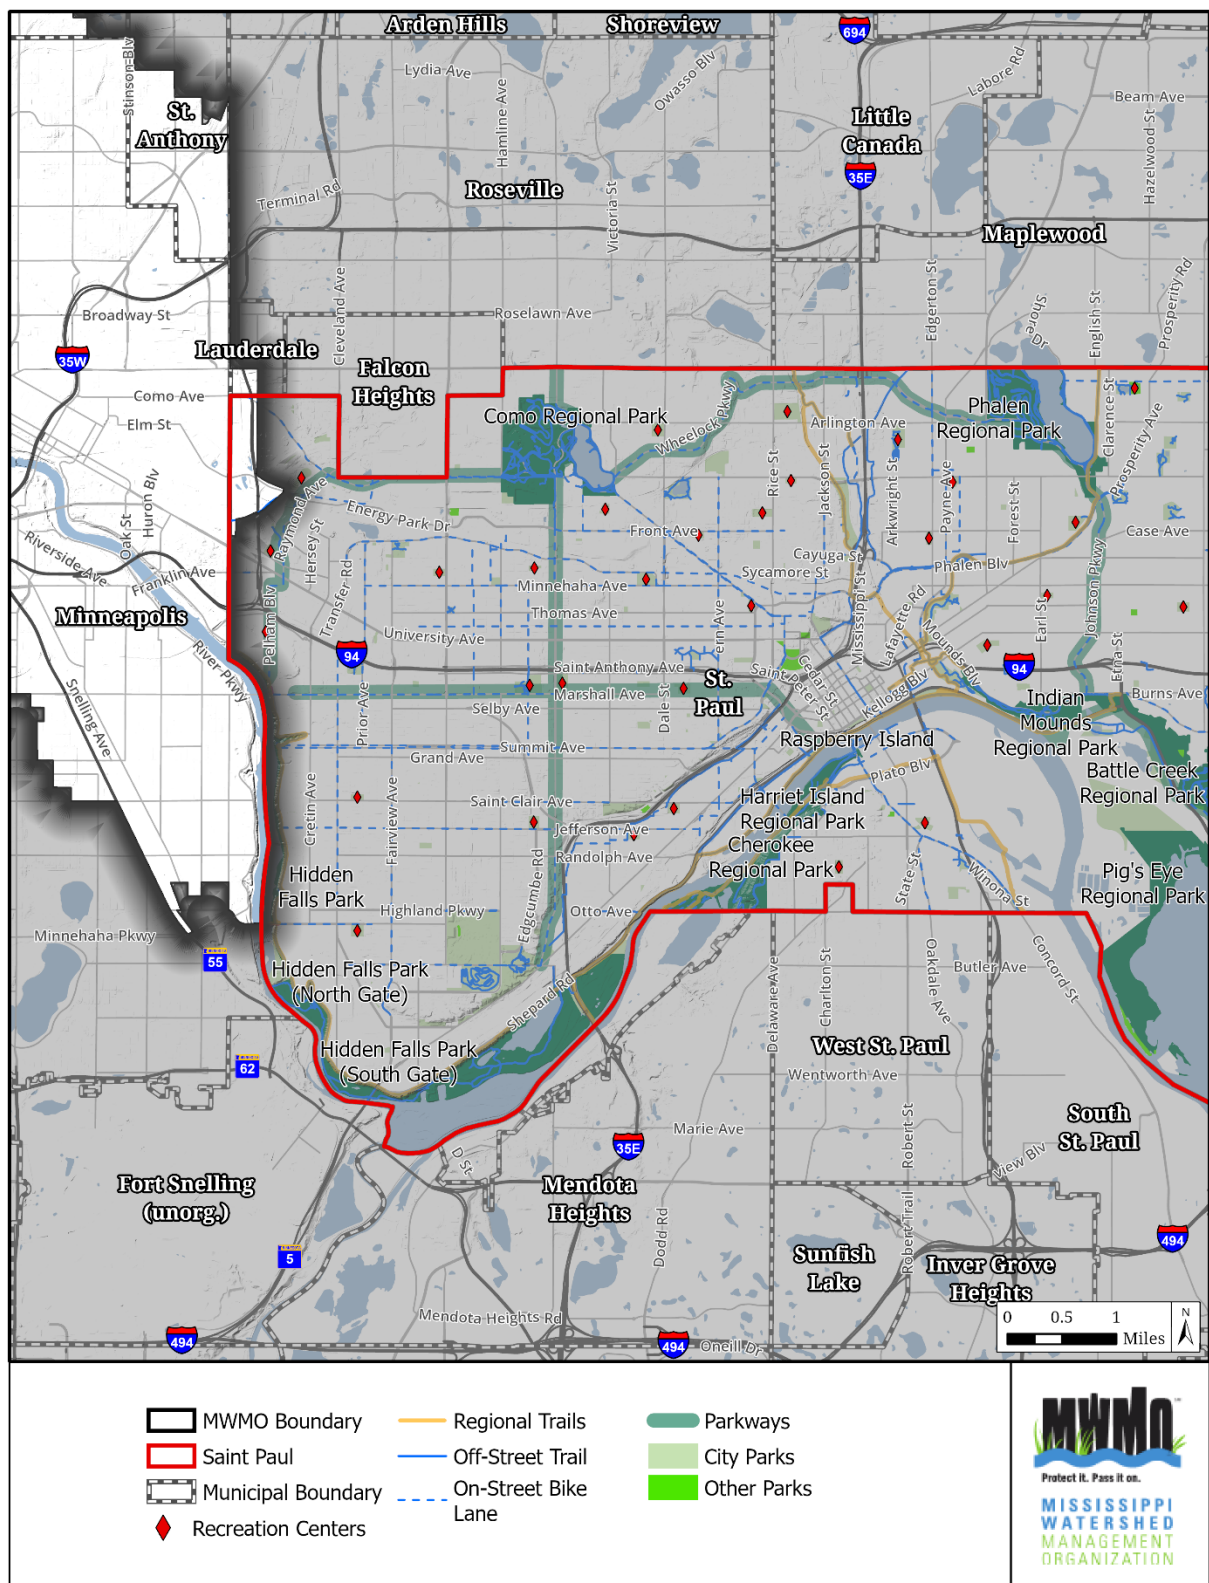 Arden Hills
Shoreview
694
Stinson Blv
Lydia Ave
Hamline Ave
Owasso Blv
Labore Rd
Beam Ave
St.
Anthony
Little
Canada
Hazelwood St
35E
Roseville
Terminal Rd
Victoria St
Maplewood
Edgerton St
Shore Dr
English St
Prosperity Rd
Broadway St
Cleveland Ave
Roselawn Ave
35W
Lauderdale
Falcon
Heights
Como Ave
Elm St
Como Regional Park
Wheelock Pkwy
Arlington Ave
Phalen
Regional Park
Clarence St
Prosperity Ave
Huron Blv
Oak St
Raymond Ave
Hersey St
Energy Park Dr
Rice St
Jackson St
Arkwright St
Payne Ave
Forest St
Front Ave
Case Ave
Riverside Ave
Franklin Ave
Transfer Rd
Cayuga St
Sycamore St
Phalen Blv
Johnson Pkwy
Minnehaha Ave
Thomas Ave
Minneapolis
Pelham Blv
University Ave
ern Ave
Mississippi St
Lafayette Rd
Mounds Blv
Earl St
Etna St
94
94
River Pkwy
Saint Anthony Ave
Marshall Ave
Selby Ave
Dale St
St.
Paul
Saint Peter St
Cedar St
Kellogg Blv
Burns Ave
Indian
Mounds
Regional Park
Snelling Ave
Prior Ave
Summit Ave
Grand Ave
Raspberry Island
Plato Blv
Battle Creek
Regional Park
Cretin Ave
Fairview Ave
Saint Clair Ave
Jefferson Ave
Randolph Ave
Harriet Island
Regional Park
Cherokee
Regional Park
State St
Winona St
Pig's Eye
Regional Park
Hidden
Falls Park
Highland Pkwy
Edgcumbe Rd
Otto Ave
Minnehaha Pkwy
55
Hidden Falls Park
(North Gate)
Shepard Rd
Delaware Ave
Charlton St
Oakdale Ave
Butler Ave
Concord St
Hidden Falls Park
(South Gate)
62
West St. Paul
Wentworth Ave
South
St. Paul
Marie Ave
35E
D St
Robert St
view Blv
Fort Snelling
(unorg.)
Mendota
Heights
Dodd Rd
Robert Trail
5
494
Sunfish
Lake
Inver Grove
Heights
Mendota Heights Rd
494
494
Oneill Dr
0 0.5 1
Miles
N
MWMO Boundary
Saint Paul
Municipal Boundary
Recreation Centers
Regional Trails
Off-Street Trail
On-Street Bike
Lane
Parkways
City Parks
Other Parks
MWMO
Protect it. Pass it on.
MISSISSIPPI
WATERSHED
MANAGEMENT
ORGANIZATION